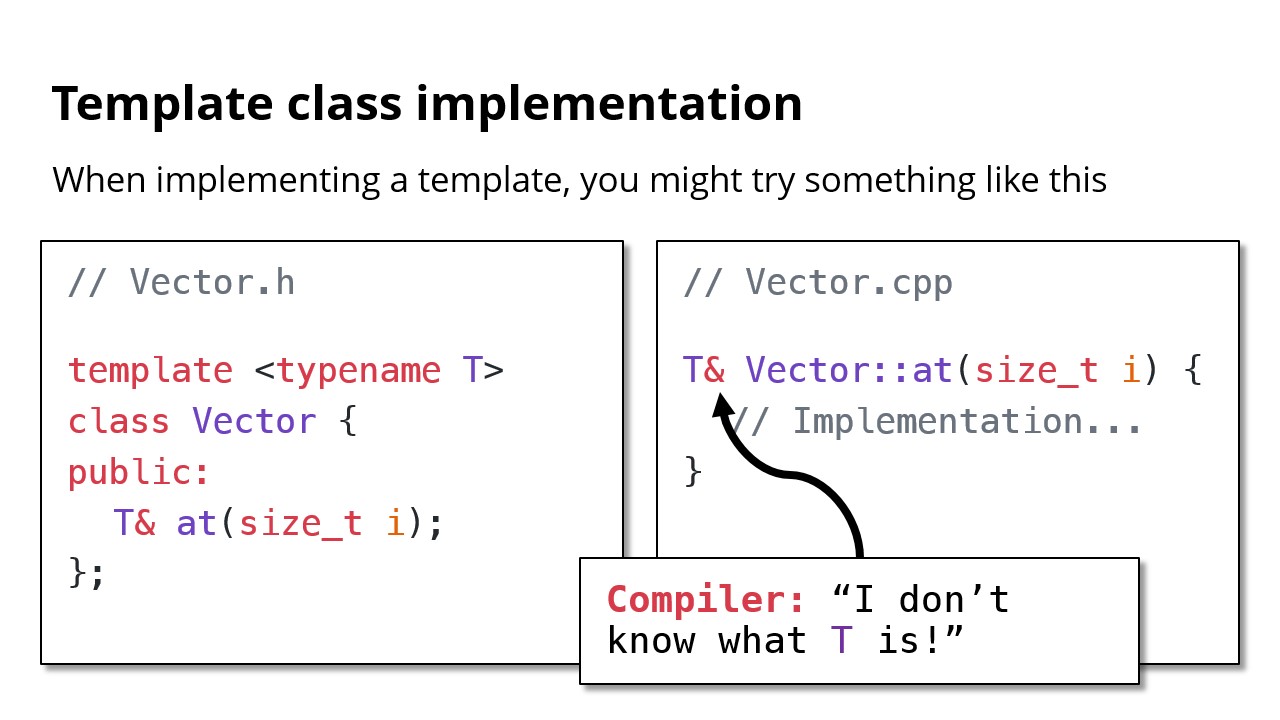 Template class implementation
When implementing a template, you might try something like this
// Vector.h
template <typename T>
class Vector {
public:
  T& at(size_t i);
};
// Vector.cpp
T& Vector::at(size_t i) {
  // Implementation...
}
Compiler: “I don’t
know what T is!”